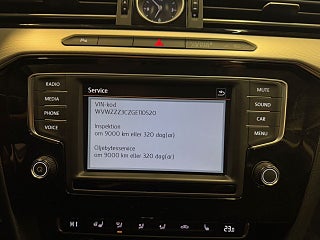 RADIO
MEDIA
PHONE
VOICE
Service
VIN-kod
WVWZZZ3CZGE110520
Inspektion
om 9000 km eller 320 dag(ar)
Oljebytesservice
om 9000 km eller 320 dag(ar)
MUTE
SOUND
CAR
MENU